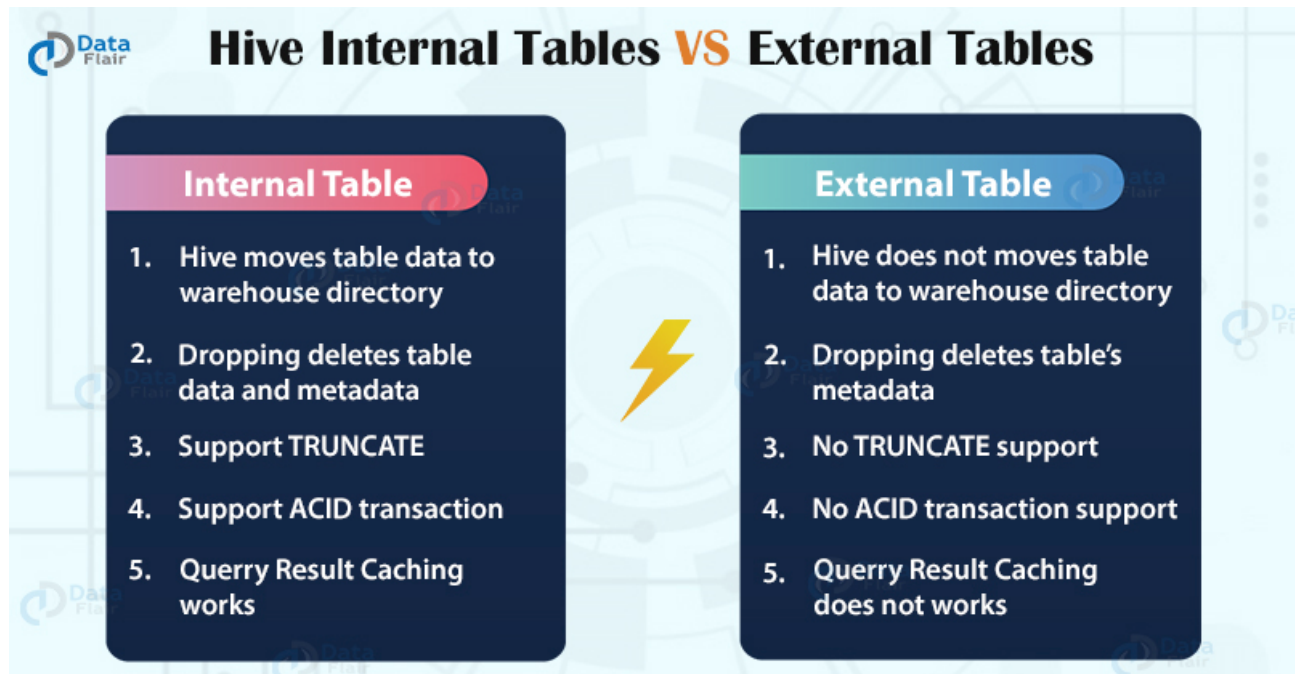 Data
Flair
Hive Internal Tables VS External Tables
Internal Table
1. Hive moves table data to
warehouse directory
2. Dropping deletes table
data and metadata
3. Support TRUNCATE
4. Support ACID transaction
5. Querry Result Caching
works
External Table
1. Hive does not moves table
data to warehouse directory
2. Dropping deletes table’s
metadata
3. No TRUNCATE support
4. No ACID transaction support
5. Querry Result Caching
does not works